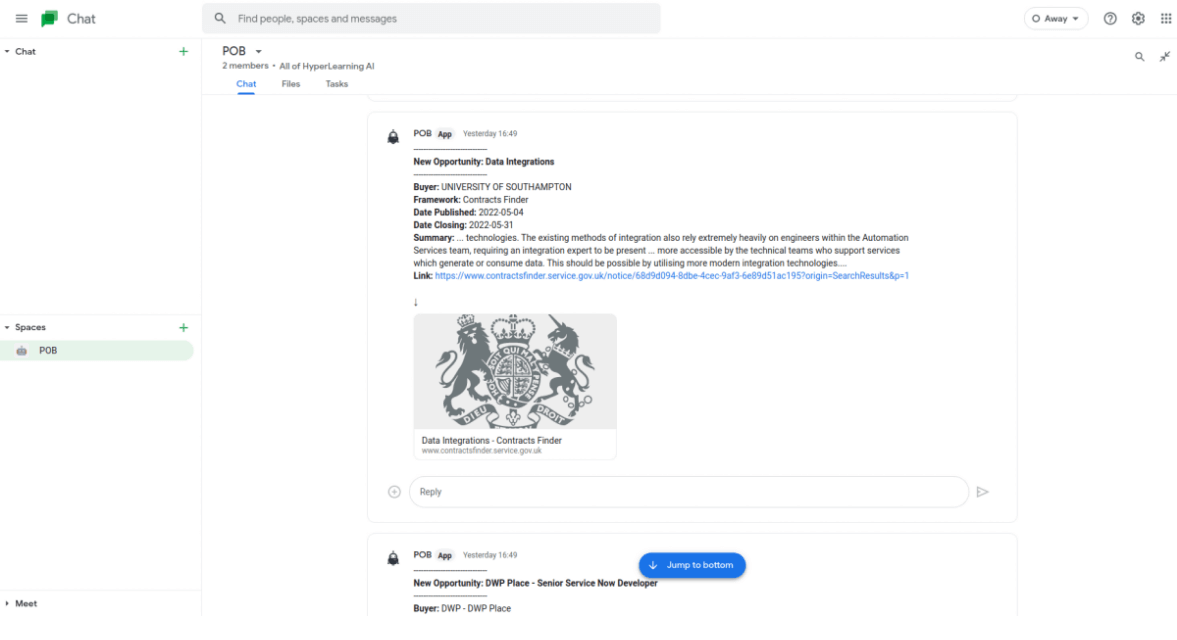 Chat
Find people, spaces and messages
Away
Chat
POB
2 members • All of HyperLearning AI
Chat Files Tasks
POB App Yesterday 16:49
------------------------------
New Opportunity: Data Integrations
------------------------------
Buyer: UNIVERSITY OF SOUTHAMPTON
Framework: Contracts Finder
Date Published: 2022-05-04
Date Closing: 2022-05-31
Summary: ... technologies. The existing methods of integration also rely extremely heavily on engineers within the Automation
Services team, requiring an integration expert to be present ... more accessible by the technical teams who support services
which generate or consume data. This should be possible by utilising more modern integration technologies....
Link: https://www.contractsfinder.service.gov.uk/notice/68d9d094-8dbe-4cec-9af3-6e89d51ac195?origin=SearchResults&p=1
↓
DIEU ET DROIT
Data Integrations - Contracts Finder
www.contractsfinder.service.gov.uk
Reply
Spaces
POB
POB App Yesterday 16:49
------------------------------
Jump to bottom
New Opportunity: DWP Place - Senior Service Now Developer
------------------------------
Buyer: DWP - DWP Place
Meet